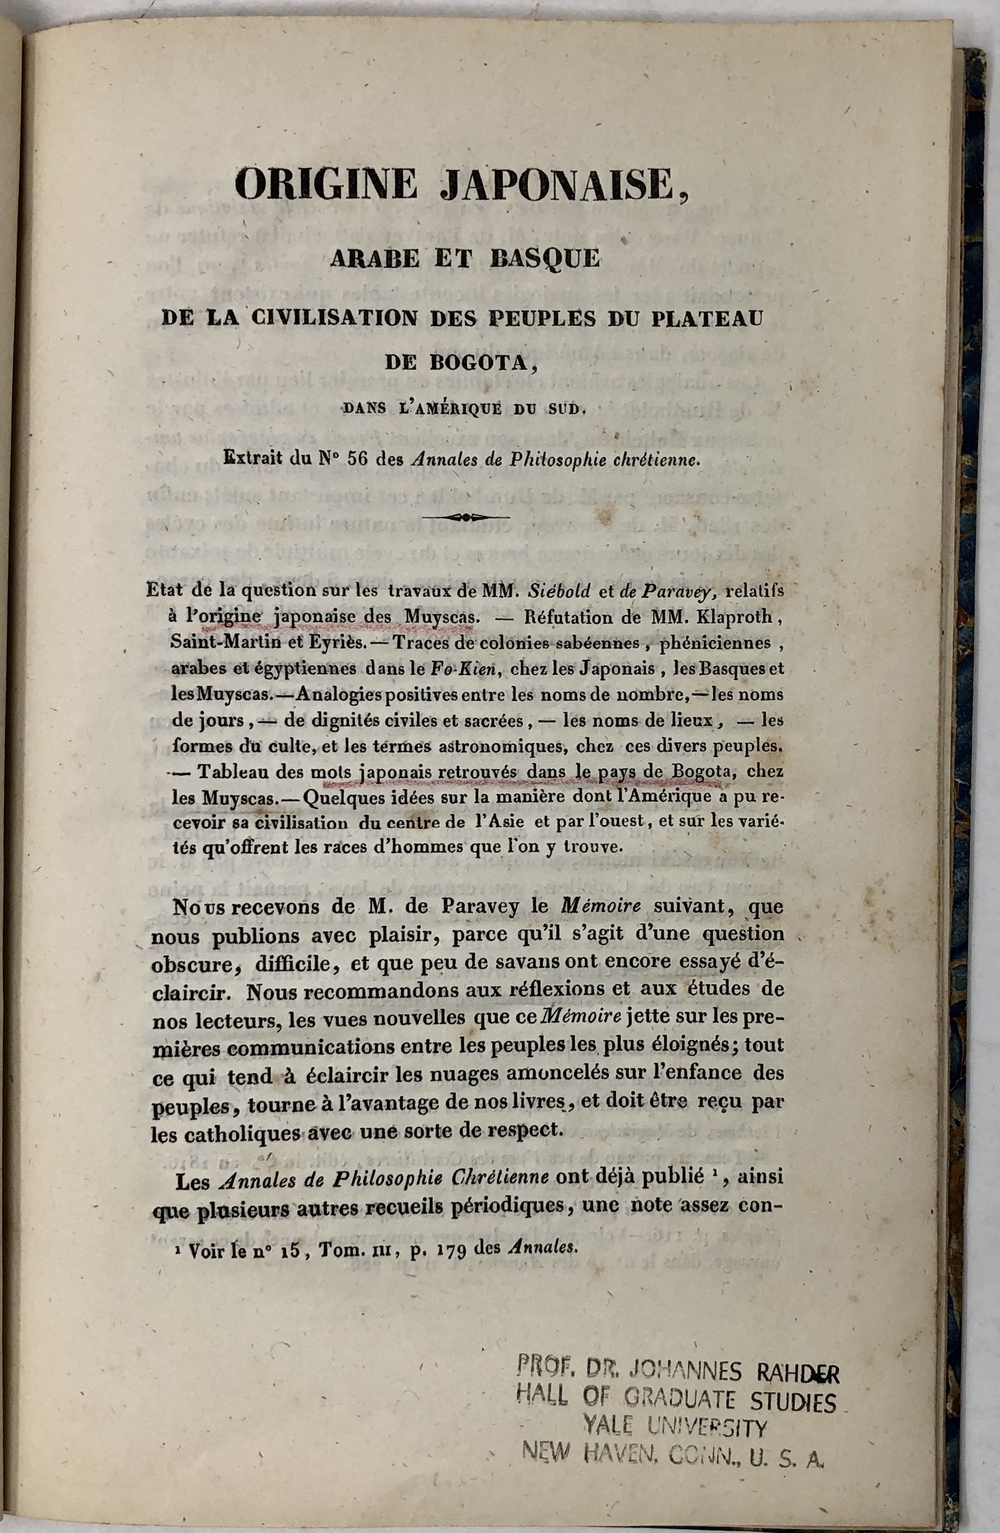 ORIGINE JAPONAISE,
ARABE ET BASQUE
DE LA CIVILISATION DES PEUPLES DU PLATEAU
DE BOGOTA,
DANS L'AMÉRIQUE DU SUD.
Extrait du N° 56 des Annales de Philosophie chrétienne.
Etat de la question sur les travaux de MM. Siébold et de Paravey, relatifs
à l'origine japonaise des Muyscas. — Réfutation de MM. Klaproth,
Saint-Martin et Eyriès. — Traces de colonies sabéennes, phéniciennes,
arabes et égyptiennes dans le Fo-Kien, chez les Japonais, les Basques et
les Muyscas. — Analogies positives entre les noms de nombre, — les noms
de jours, — de dignités civiles et sacrées, — les noms de lieux, — les
formes du culte, et les termes astronomiques, chez ces divers peuples.
— Tableau des mots japonais retrouvés dans le pays de Bogota, chez
les Muyscas. — Quelques idées sur la manière dont l'Amérique a pu re-
cevoir sa civilisation du centre de l'Asie et par l'ouest, et sur les varié-
tés qu'offrent les races d'hommes que l'on y trouve.
Nous recevons de M. de Paravey le Mémoire suivant, que
nous publions avec plaisir, parce qu'il s'agit d'une question
obscure, difficile, et que peu de savans ont encore essayé d'é-
claircir. Nous recommandons aux réflexions et aux études de
nos lecteurs, les vues nouvelles que ce Mémoire jette sur les pre-
mières communications entre les peuples les plus éloignés; tout
ce qui tend à éclaircir les nuages amoncelés sur l'enfance des
peuples, tourne à l'avantage de nos livres, et doit être reçu par
les catholiques avec une sorte de respect.
Les Annales de Philosophie Chrétienne ont déjà publié ¹, ainsi
que plusieurs autres recueils périodiques, une note assez con-
¹ Voir le n° 15, Tom. III, p. 179 des Annales.
PROF. DR. JOHANNES RAHDER
HALL OF GRADUATE STUDIES
YALE UNIVERSITY
NEW HAVEN, CONN., U. S. A.